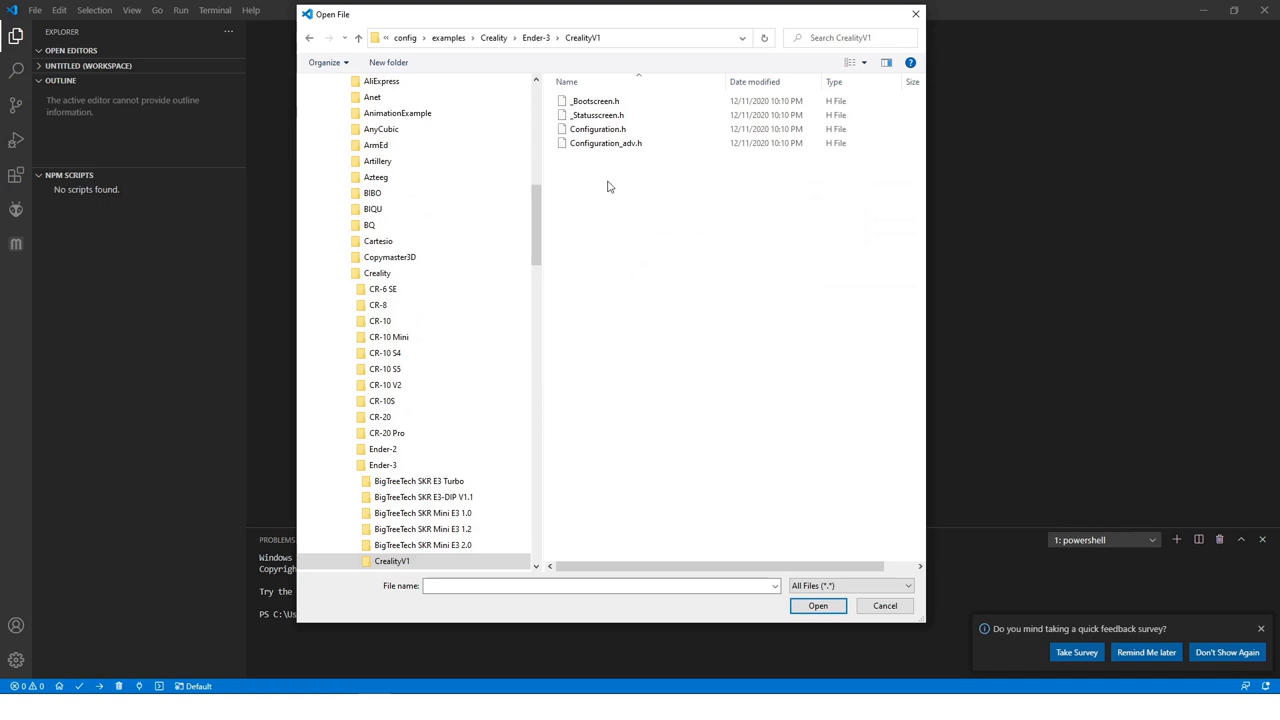 File Edit Selection View Go Run Terminal Help
Open File
« config > examples > Creality > Ender-3 > CrealityV1
Search CrealityV1
Organize
New folder
EXPLORER
OPEN EDITORS
UNTITLED (WORKSPACE)
OUTLINE
The active editor cannot provide outline
information.
NPM SCRIPTS
No scripts found.
AliExpress
Anet
AnimationExample
AnyCubic
ArmEd
Artillery
Azteeg
BIBO
BIQU
BQ
Cartesio
Copymaster3D
Creality
CR-6 SE
CR-8
CR-10
CR-10 Mini
CR-10 S4
CR-10 S5
CR-10 V2
CR-10S
CR-20
CR-20 Pro
Ender-2
Ender-3
BigTreeTech SKR E3 Turbo
BigTreeTech SKR E3-DIP V1.1
BigTreeTech SKR Mini E3 1.0
BigTreeTech SKR Mini E3 1.2
BigTreeTech SKR Mini E3 2.0
CrealityV1
Name Date modified Type Size
_Bootscreen.h 12/11/2020 10:10 PM H File
_Statusscreen.h 12/11/2020 10:10 PM H File
Configuration.h 12/11/2020 10:10 PM H File
Configuration_adv.h 12/11/2020 10:10 PM H File
File name:
All Files (*.*)
Open
Cancel
PROBLEMS
1: powershell
Windows
Copyrigh
Try the
PS C:\Us
Do you mind taking a quick feedback survey?
Take Survey
Remind Me later
Don't Show Again
0 0
Default